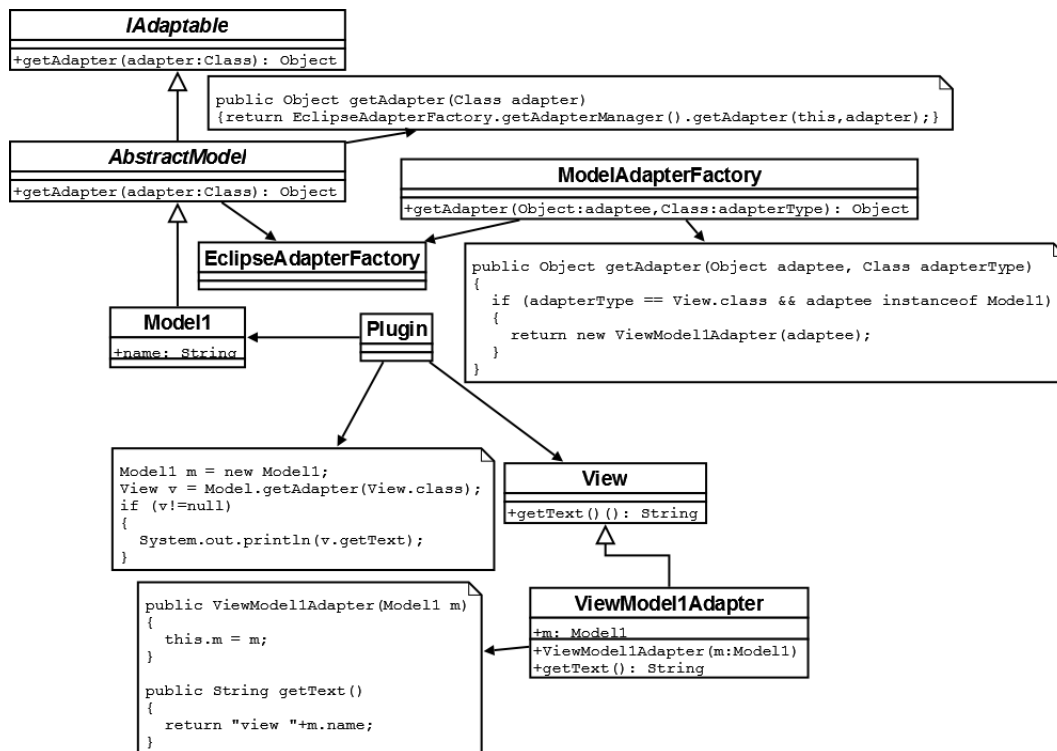 IAdaptable
+getAdapter(adapter:Class): Object
public Object getAdapter(Class adapter)
{return EclipseAdapterFactory.getAdapterManager().getAdapter(this,adapter);}
AbstractModel
+getAdapter(adapter:Class): Object
ModelAdapterFactory
+getAdapter(Object:adaptee,Class:adapterType): Object
EclipseAdapterFactory
public Object getAdapter(Object adaptee, Class adapterType)
{
if (adapterType == View.class && adaptee instanceof Model1)
{
return new ViewModel1Adapter(adaptee);
}
}
Model1
+name: String
Plugin
Model1 m = new Model1;
View v = Model.getAdapter(View.class);
if (v!=null)
{
System.out.println(v.getText);
}
View
+getText()(): String
public ViewModel1Adapter(Model1 m)
{
this.m = m;
}
public String getText()
{
return "view "+m.name;
}
ViewModel1Adapter
+m: Model1
+ViewModel1Adapter(m:Model1)
+getText(): String